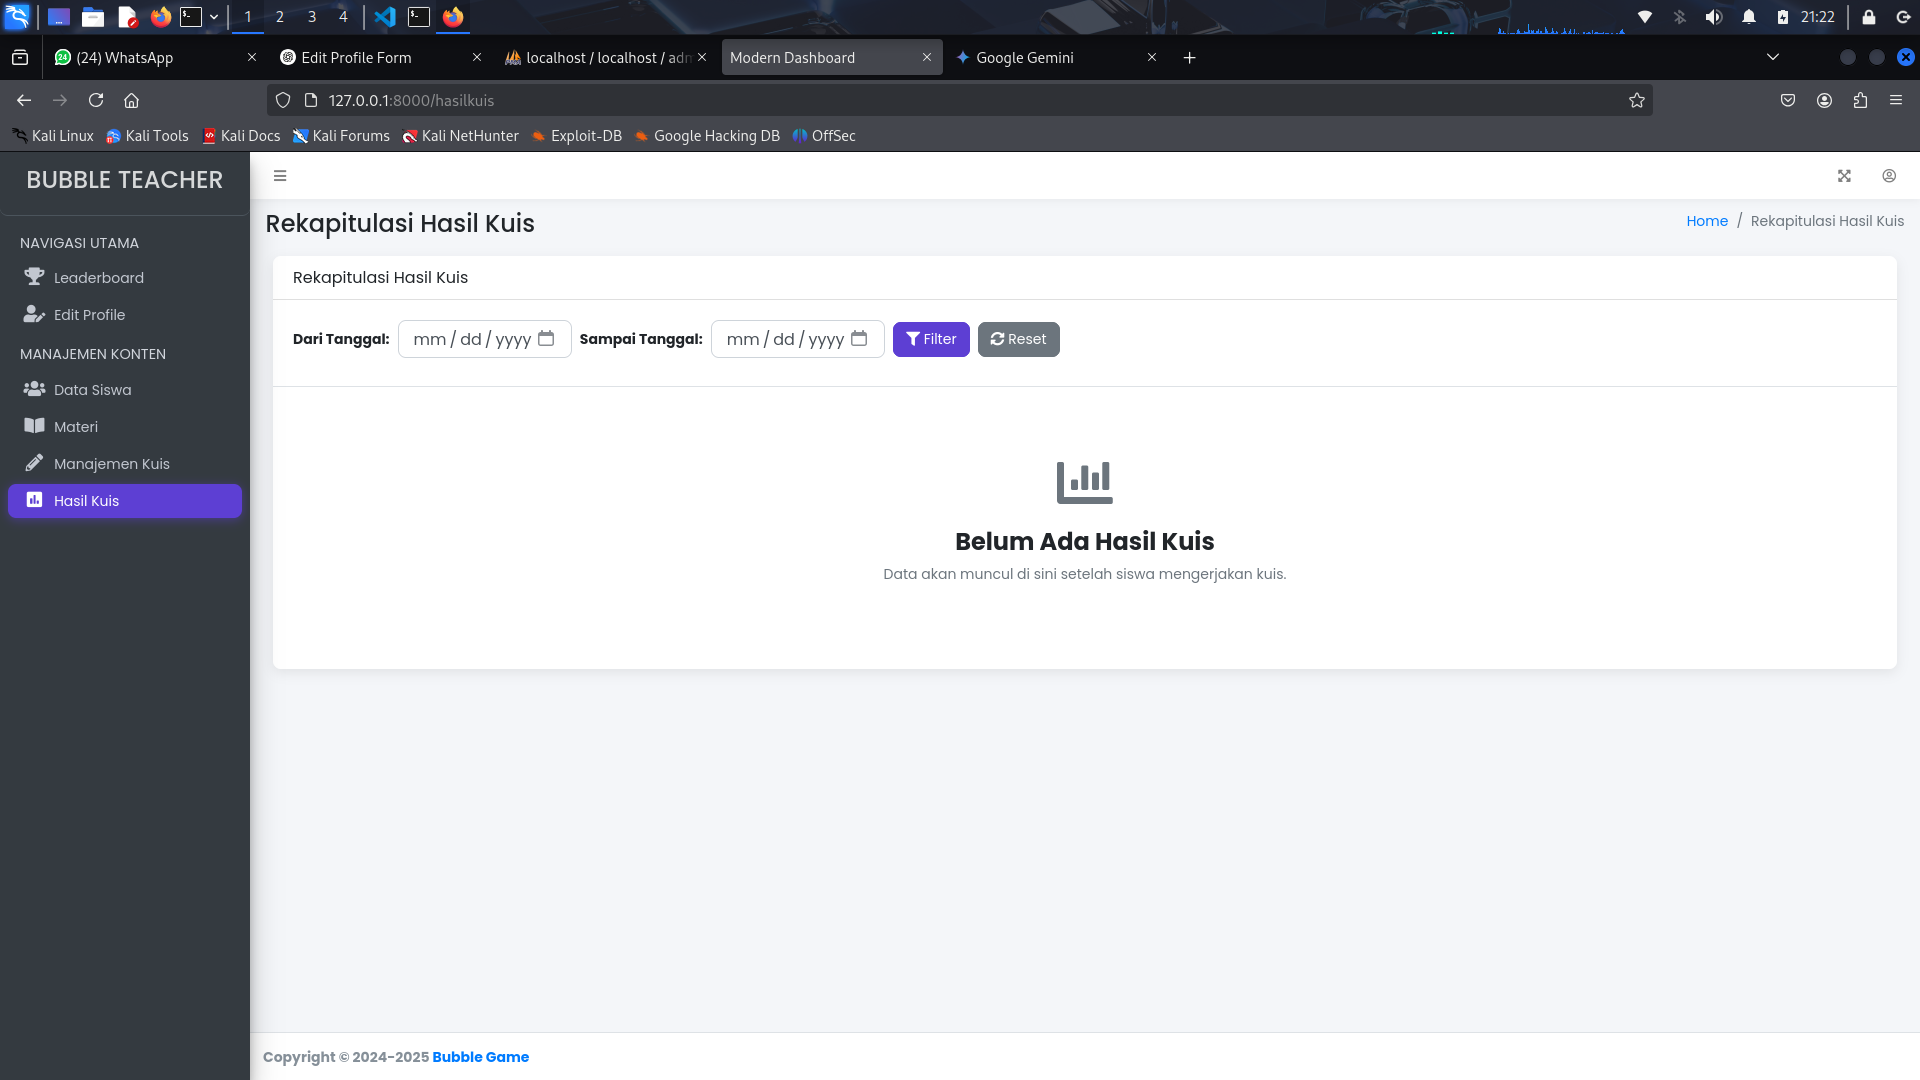 1 2 3 4 21:22
(24) WhatsApp Edit Profile Form localhost / localhost / adm Modern Dashboard Google Gemini
127.0.0.1:8000/hasilkuis
Kali Linux Kali Tools Kali Docs Kali Forums Kali NetHunter Exploit-DB Google Hacking DB OffSec
BUBBLE TEACHER
NAVIGASI UTAMA
Leaderboard
Edit Profile
MANAJEMEN KONTEN
Data Siswa
Materi
Manajemen Kuis
Hasil Kuis
Rekapitulasi Hasil Kuis
Home / Rekapitulasi Hasil Kuis
Rekapitulasi Hasil Kuis
Dari Tanggal: mm/dd/yyyy Sampai Tanggal: mm/dd/yyyy Filter Reset
Belum Ada Hasil Kuis
Data akan muncul di sini setelah siswa mengerjakan kuis.
Copyright © 2024-2025 Bubble Game